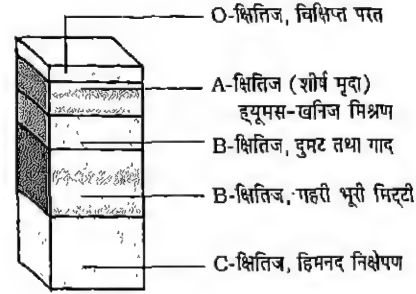 O-क्षितिज, विक्षिप्त परत
A-क्षितिज (शीर्ष मृदा)
ह्यूमस-खनिज मिश्रण
B-क्षितिज, दुमट तथा गाद
B-क्षितिज, गहरी भूरी मिट्टी
C-क्षितिज, हिमनद निक्षेपण